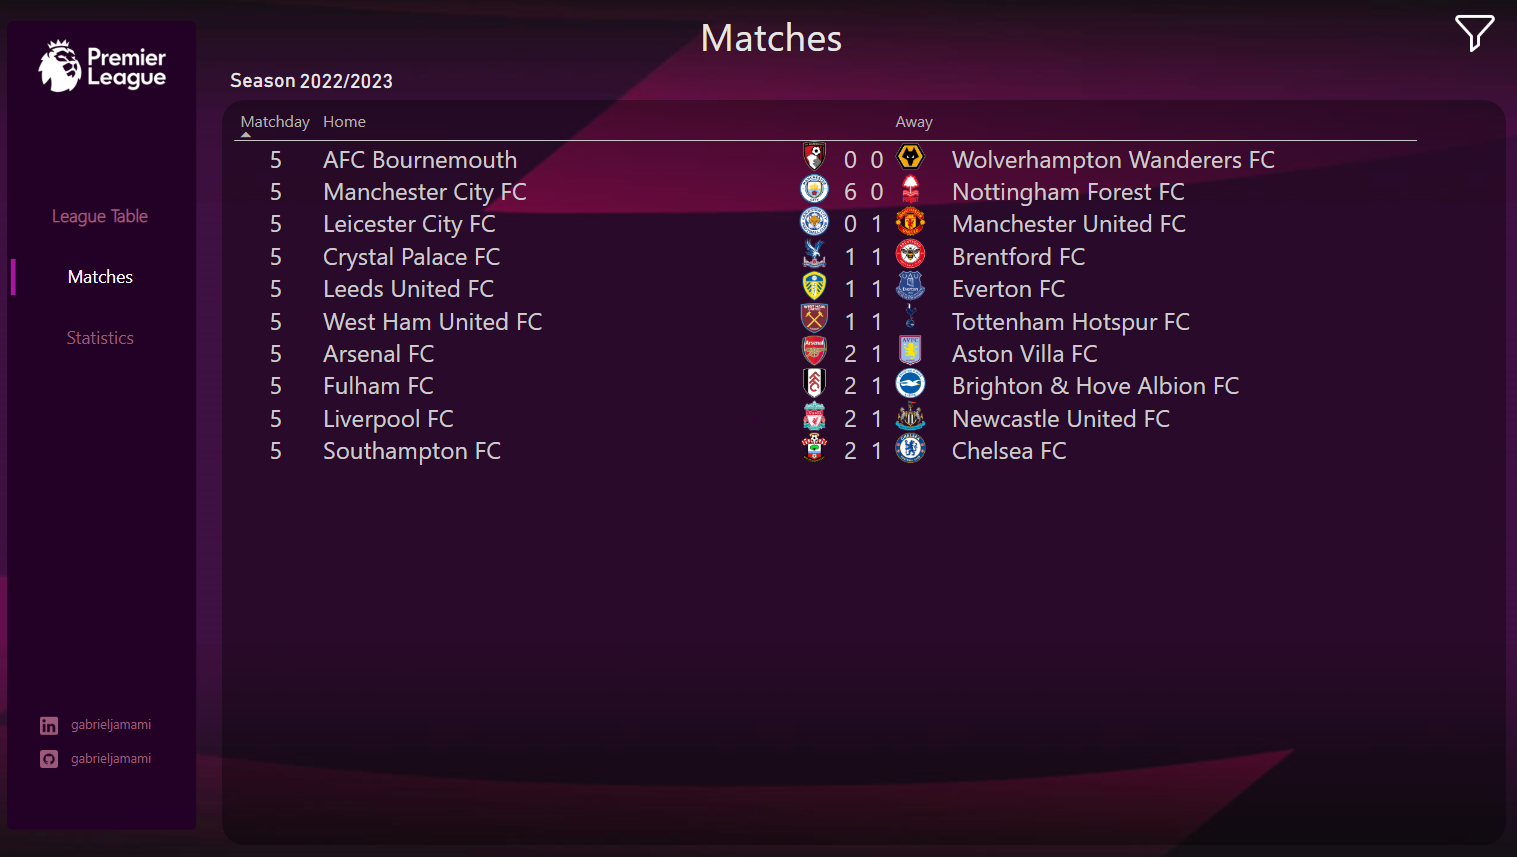 Matches
Premier
League
Season 2022/2023
Matchday Home Away
5 AFC Bournemouth 0 0 Wolverhampton Wanderers FC
5 Manchester City FC 6 0 Nottingham Forest FC
5 Leicester City FC 0 1 Manchester United FC
5 Crystal Palace FC 1 1 Brentford FC
5 Leeds United FC 1 1 Everton FC
5 West Ham United FC 1 1 Tottenham Hotspur FC
5 Arsenal FC 2 1 Aston Villa FC
5 Fulham FC 2 1 Brighton & Hove Albion FC
5 Liverpool FC 2 1 Newcastle United FC
5 Southampton FC 2 1 Chelsea FC
League Table
Matches
Statistics
gabrieljamami
gabrieljamami